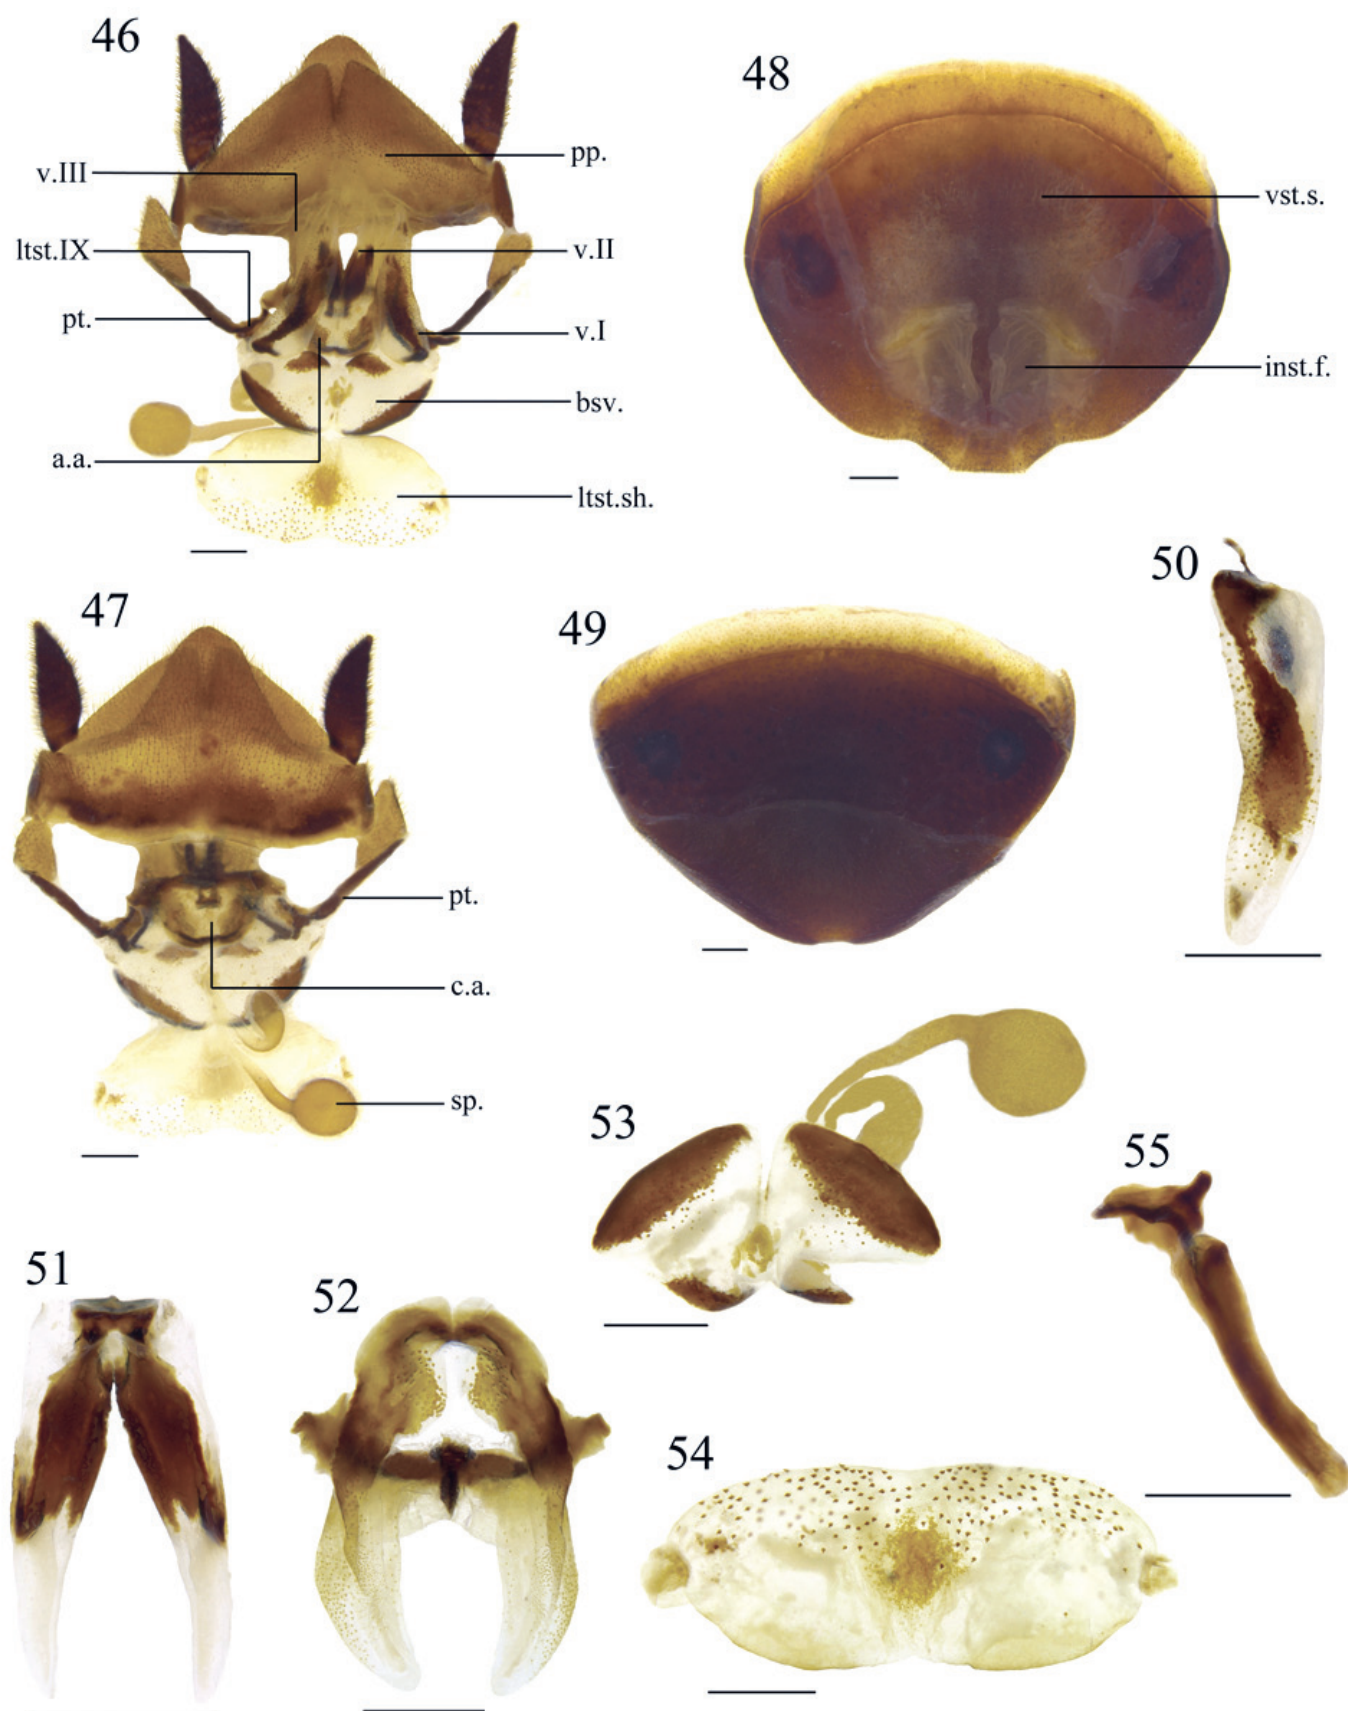 46
v.III
pp.
ltst.IX
v.II
pt.
v.I
bsv.
a.a.
ltst.sh.
48
vst.s.
inst.f.
47
pt.
c.a.
sp.
49
50
51
52
53
54
55